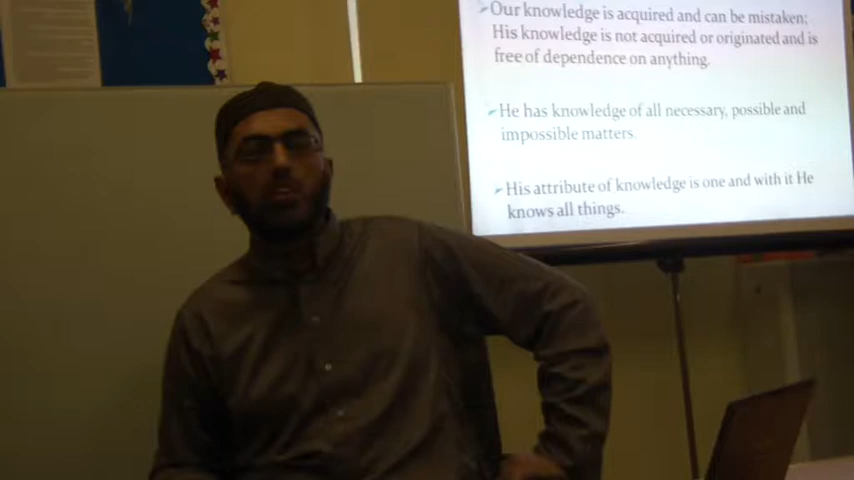 ➢Our knowledge is acquired and can be mistaken;
His knowledge is not acquired or originated and is
free of dependence on anything.
➢He has knowledge of all necessary, possible and
impossible matters.
➢His attribute of knowledge is one and with it He
knows all things.